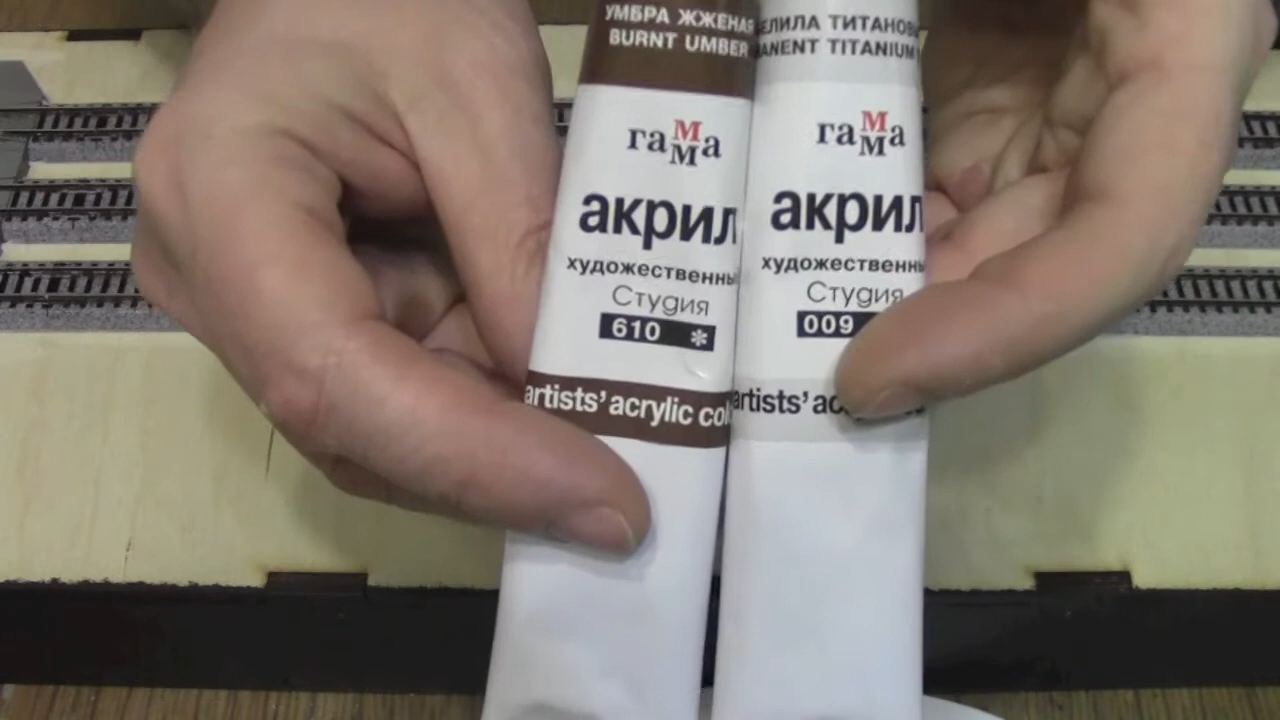 УМБРА ЖЖЕНАЯ
BURNT UMBER
гамма
акрил
художественны
Студия
610 *
artists' acrylic col
ЕЛИЛА ТИТАНОВ
ANENT TITANIUM
гамма
акрил
художественн
Студия
009
artists' ac